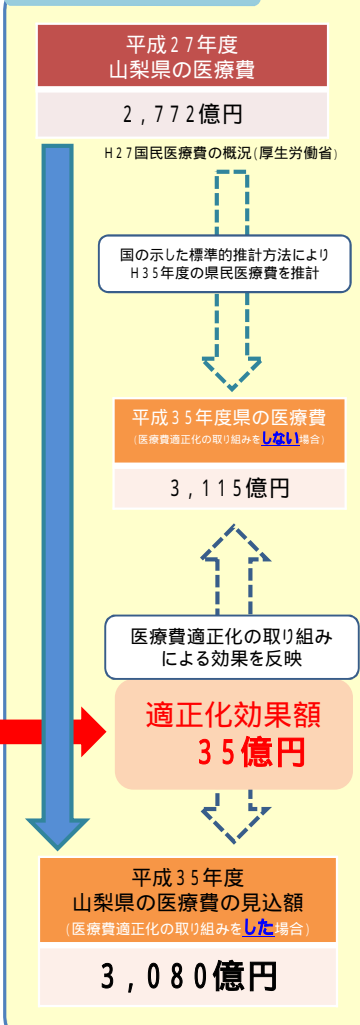 平成27年度
山梨県の医療費
2,772億円
H27国民医療費の概況(厚生労働省)
国の示した標準的推計方法により
H35年度の県民医療費を推計
平成35年度県の医療費
(医療費適正化の取り組みをしない場合)
3,115億円
医療費適正化の取り組み
による効果を反映
適正化効果額
35億円
平成35年度
山梨県の医療費の見込額
(医療費適正化の取り組みをした場合)
3,080億円